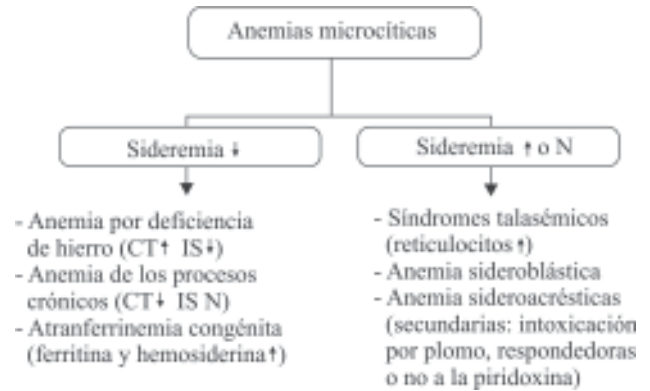 Anemias microcíticas
Sideremia ↓
Sideremia ↑ o N
- Anemia por deficiencia
de hierro (CT↑ IS↓)
- Anemia de los procesos
crónicos (CT↓ IS N)
- Atranferrinemia congénita
(ferritina y hemosiderina↑)
- Síndromes talasémicos
(reticulocitos↑)
- Anemia sideroblástica
- Anemia sideroacrésticas
(secundarias: intoxicación
por plomo, respondedoras
o no a la piridoxina)